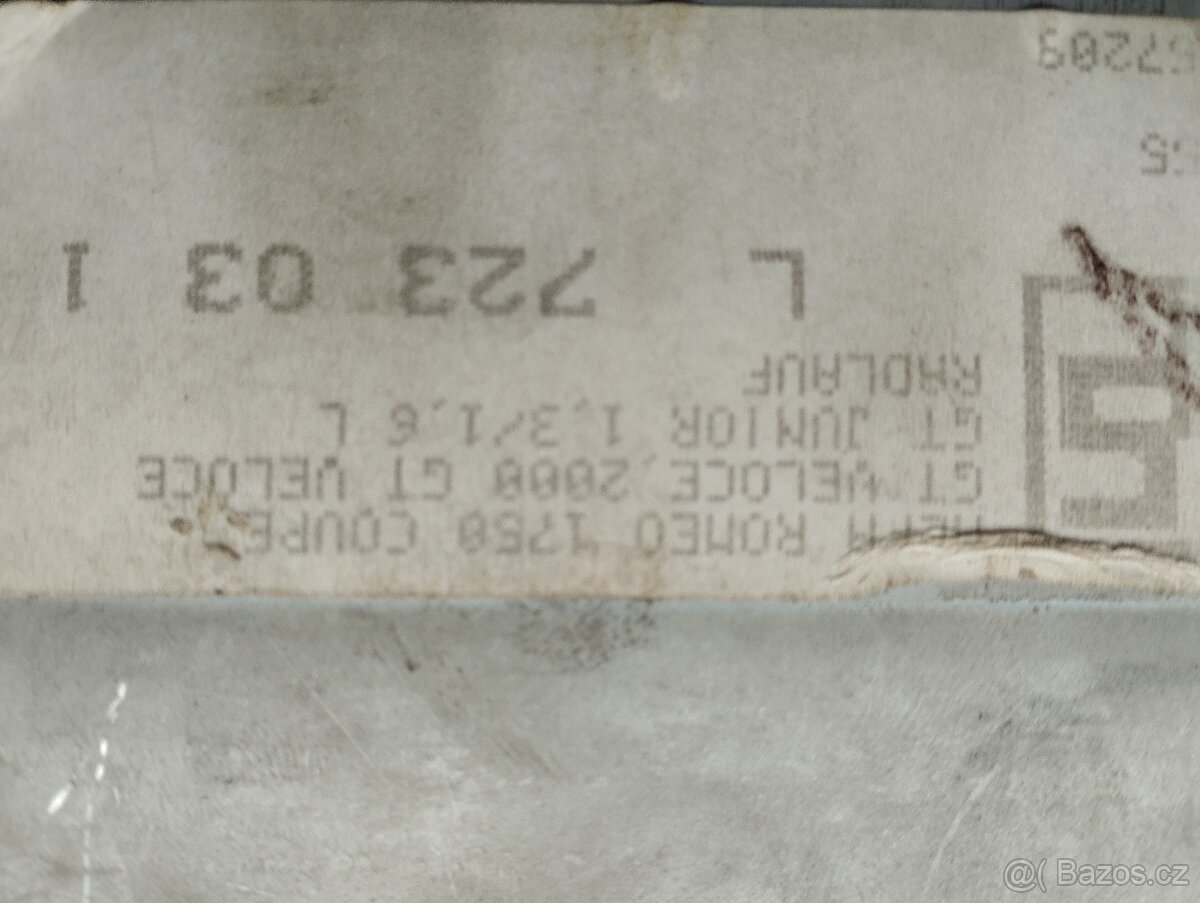 ALFA ROMEO 1750 COUPE
GT VELOCE,2000 GT VELOCE
GT JUNIOR 1,3/1,6 L
RADLAUF
L 723 03 1
57209
Bazos.cz